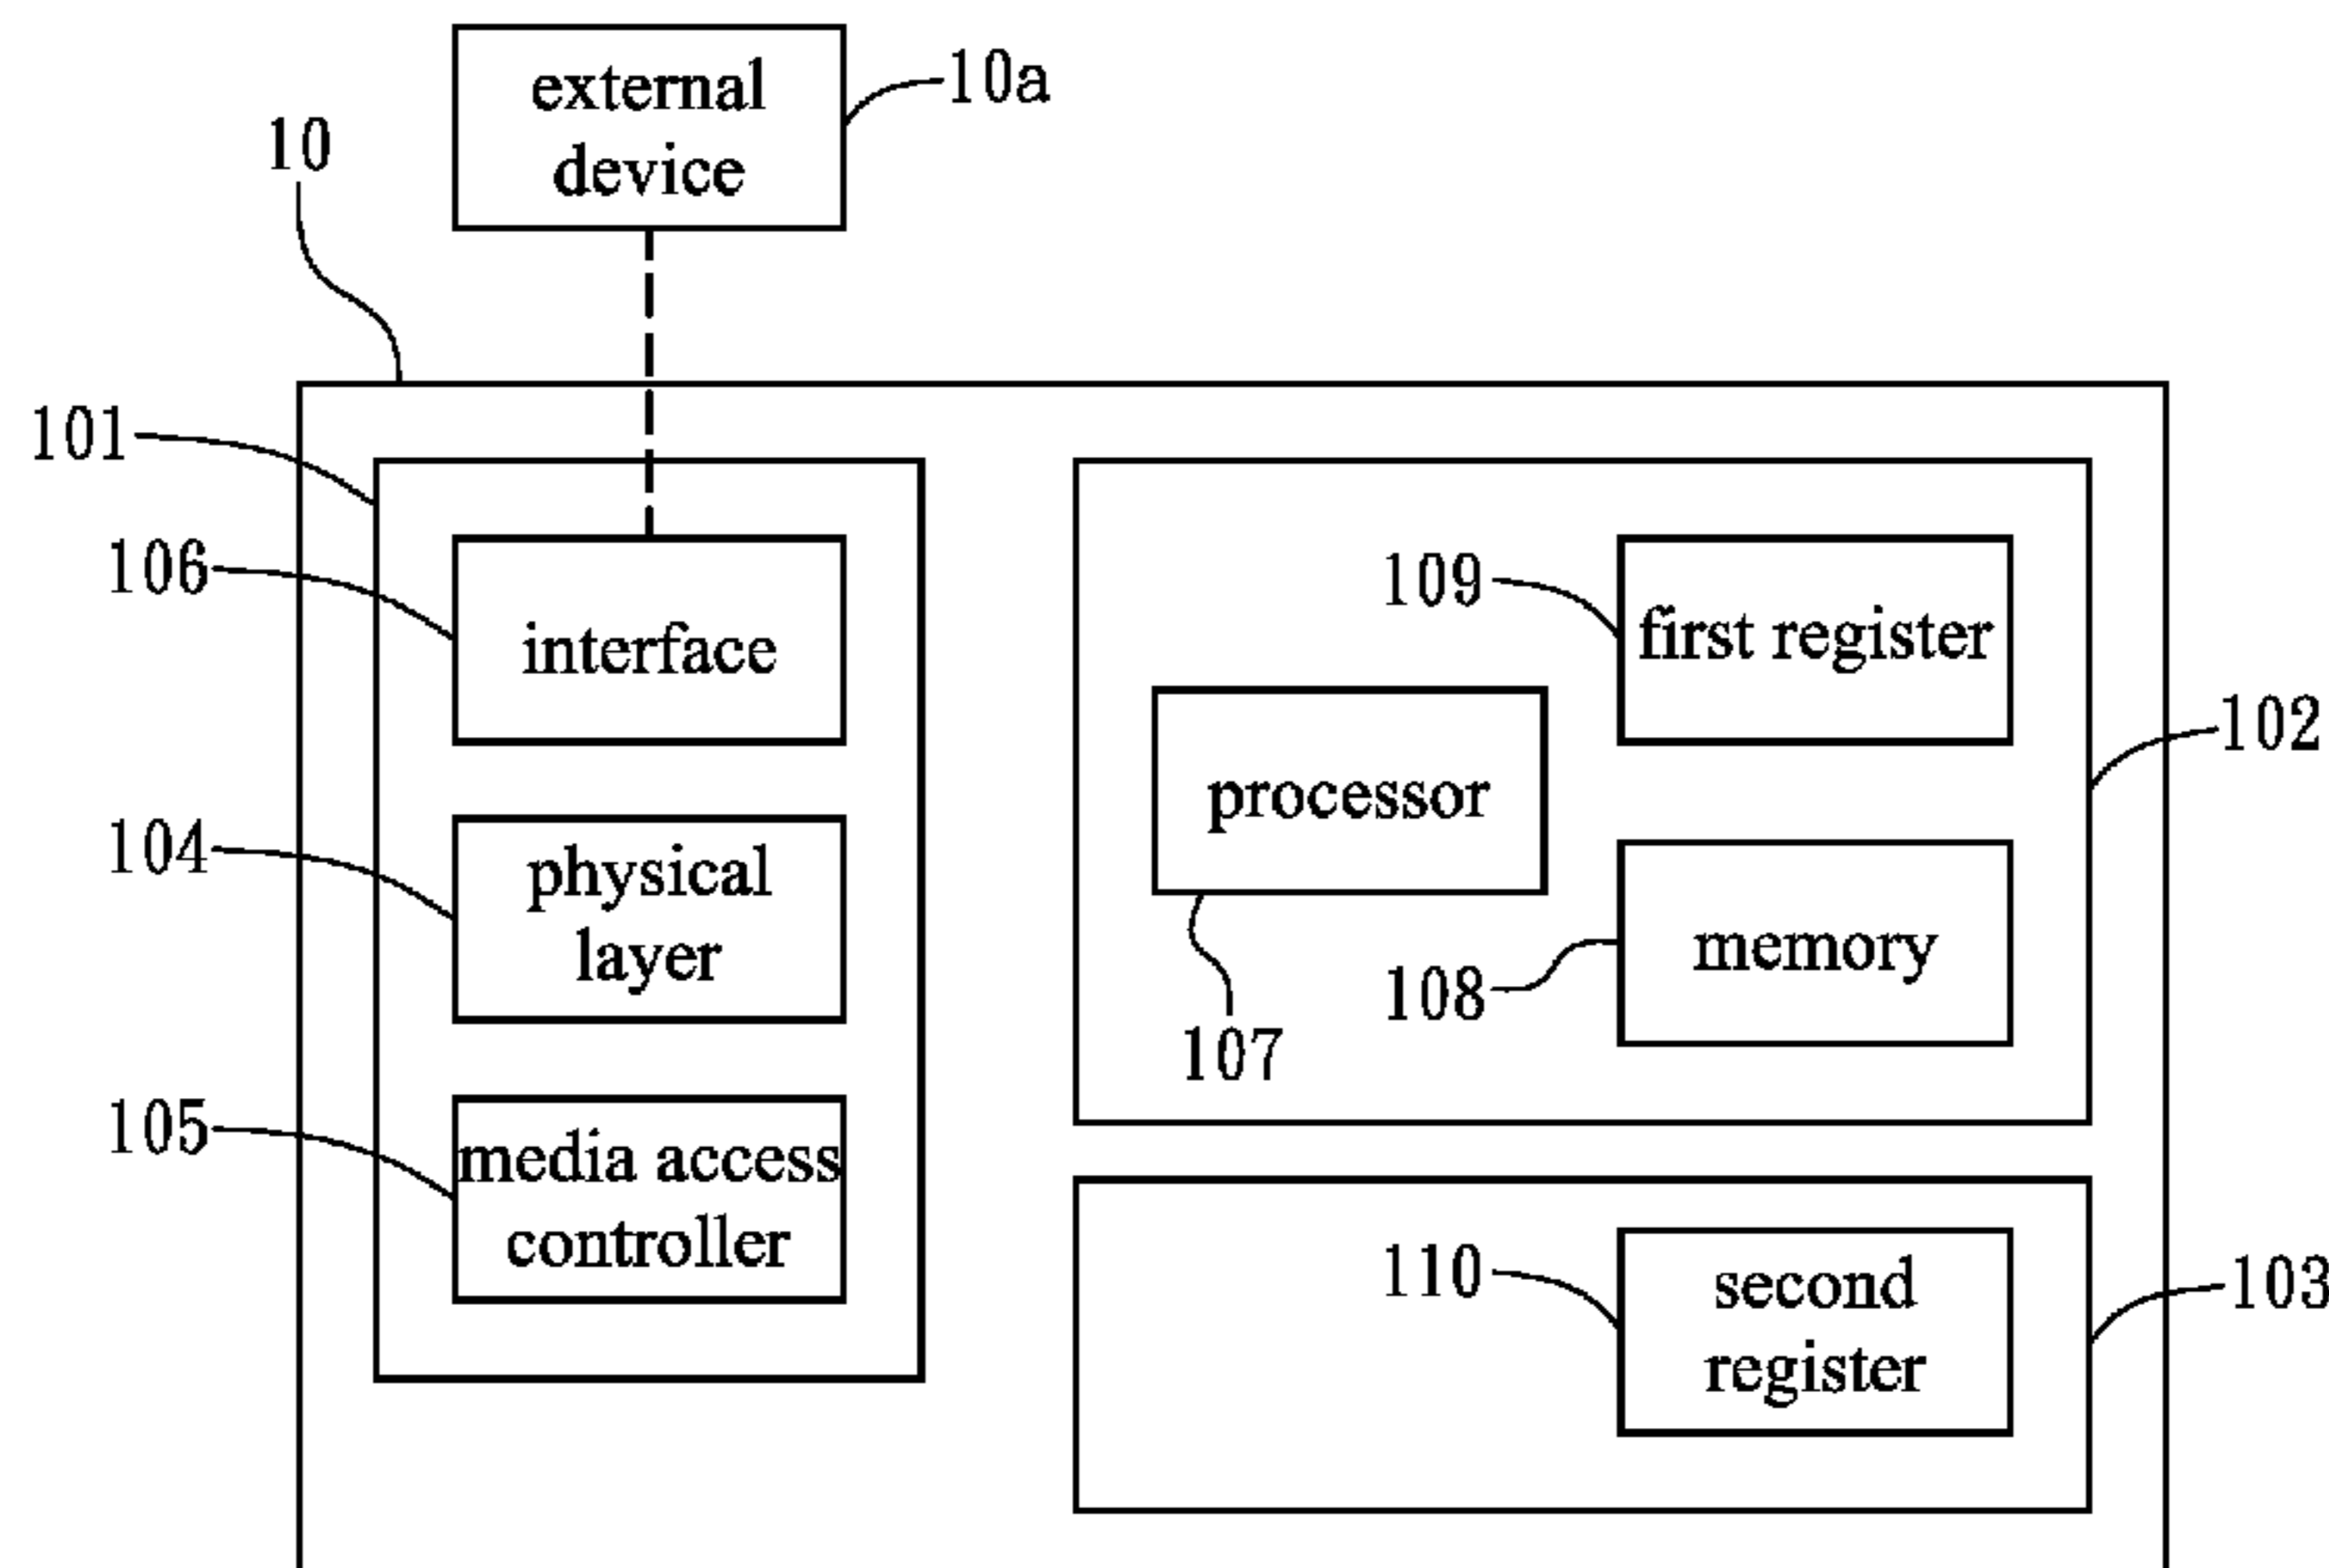 external
device
10a
10
101
106
interface
109
first register
102
processor
104
physical
layer
memory
108
107
105
media access
controller
110
second
register
103